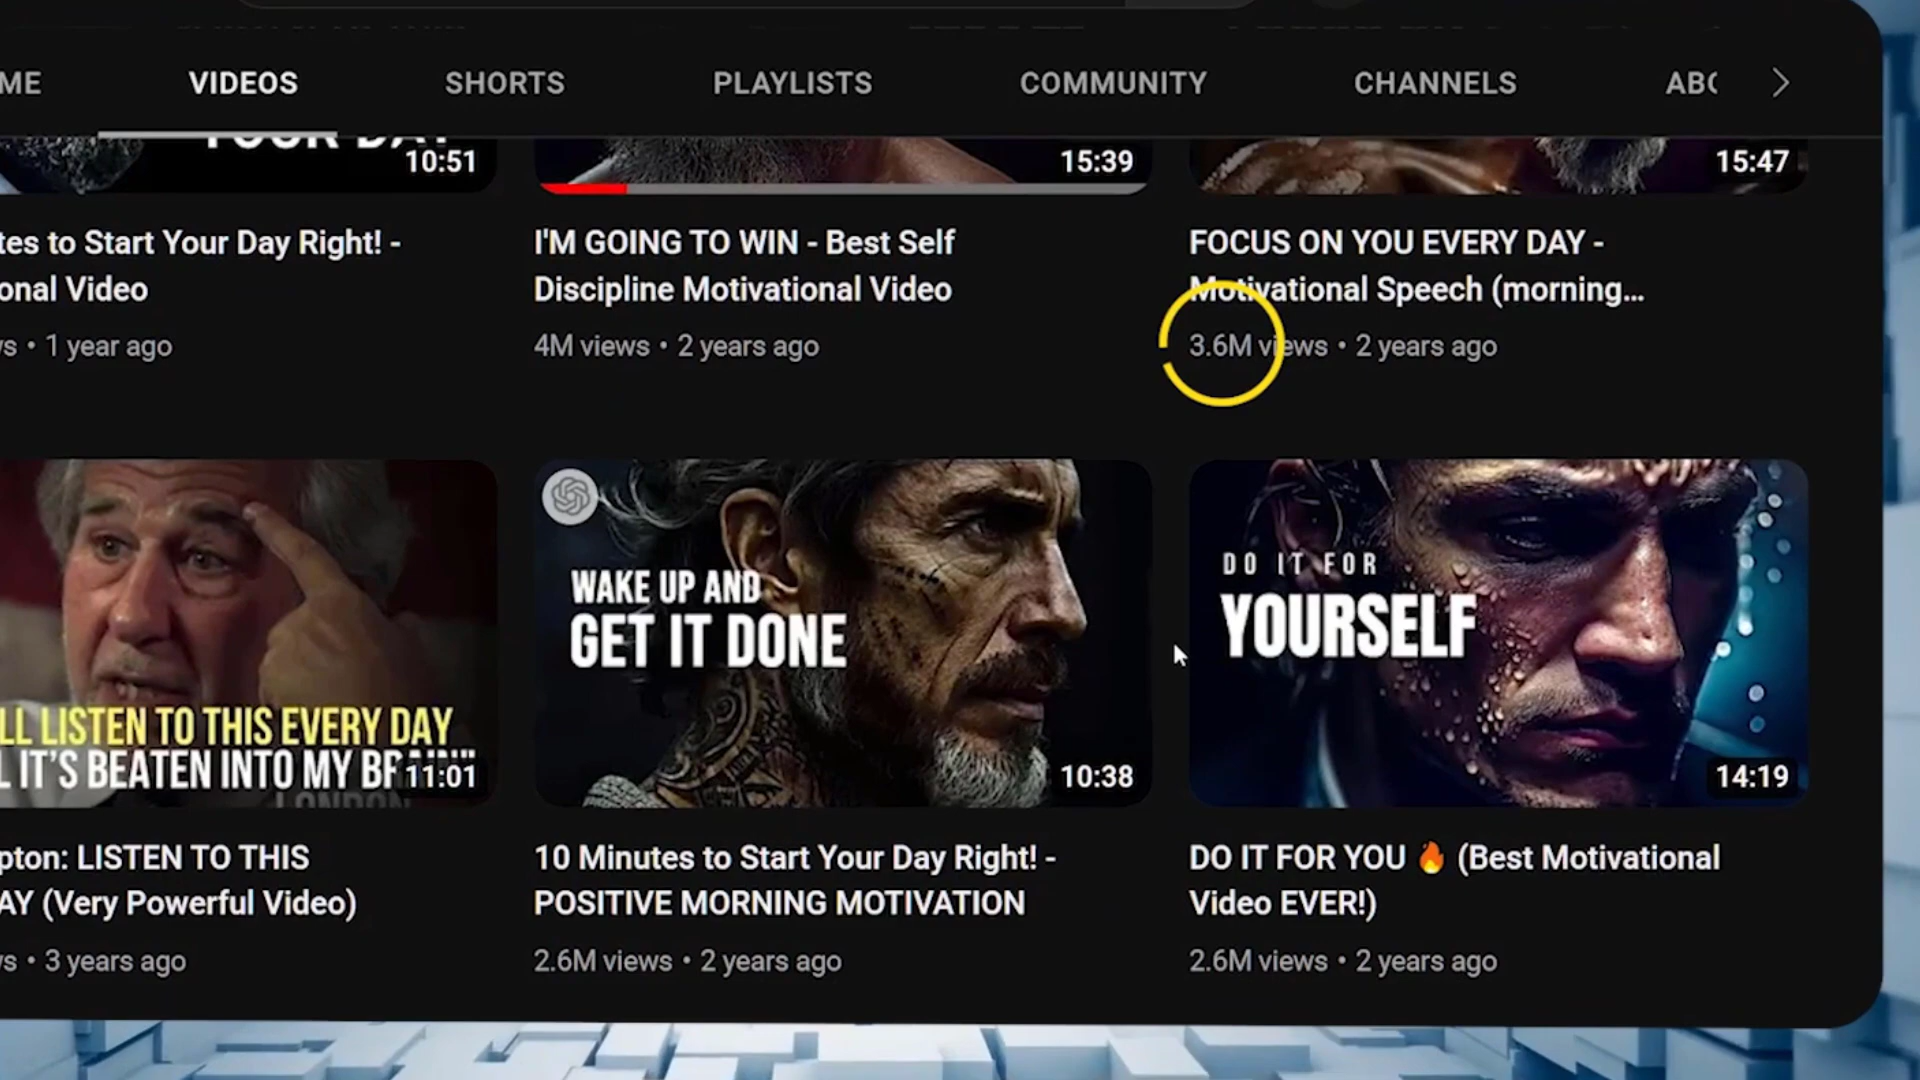 ME VIDEOS SHORTS PLAYLISTS COMMUNITY CHANNELS ABC
YOUR DAY
10:51 15:39 15:47
tes to Start Your Day Right! -
onal Video
s • 1 year ago
I'M GOING TO WIN - Best Self
Discipline Motivational Video
4M views • 2 years ago
FOCUS ON YOU EVERY DAY -
Motivational Speech (morning...
3.6M views • 2 years ago
LL LISTEN TO THIS EVERY DAY
L IT'S BEATEN INTO MY BRAIN"
LONDON
11:01
WAKE UP AND
GET IT DONE
10:38
DO IT FOR
YOURSELF
14:19
pton: LISTEN TO THIS
AY (Very Powerful Video)
s • 3 years ago
10 Minutes to Start Your Day Right! -
POSITIVE MORNING MOTIVATION
2.6M views • 2 years ago
DO IT FOR YOU 🔥 (Best Motivational
Video EVER!)
2.6M views • 2 years ago